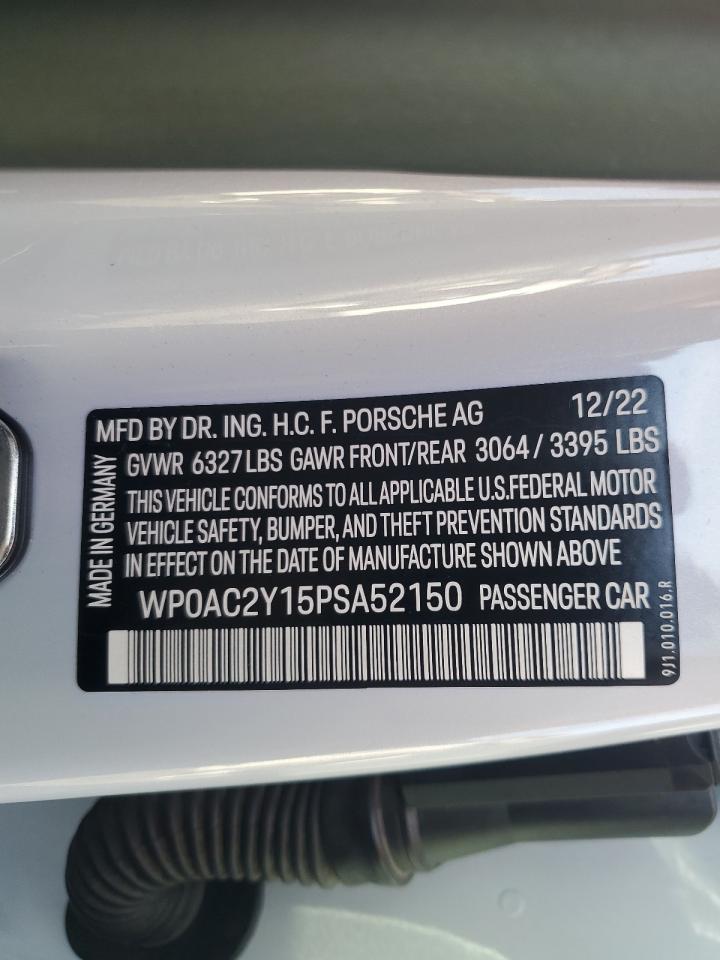 MFD BY DR. ING. H.C. F. PORSCHE AG 12/22
GVWR 6327 LBS GAWR FRONT/REAR 3064 / 3395 LBS
THIS VEHICLE CONFORMS TO ALL APPLICABLE U.S. FEDERAL MOTOR
VEHICLE SAFETY, BUMPER, AND THEFT PREVENTION STANDARDS
IN EFFECT ON THE DATE OF MANUFACTURE SHOWN ABOVE
WP0AC2Y15PSA52150 PASSENGER CAR
MADE IN GERMANY
9J1.010.016.R